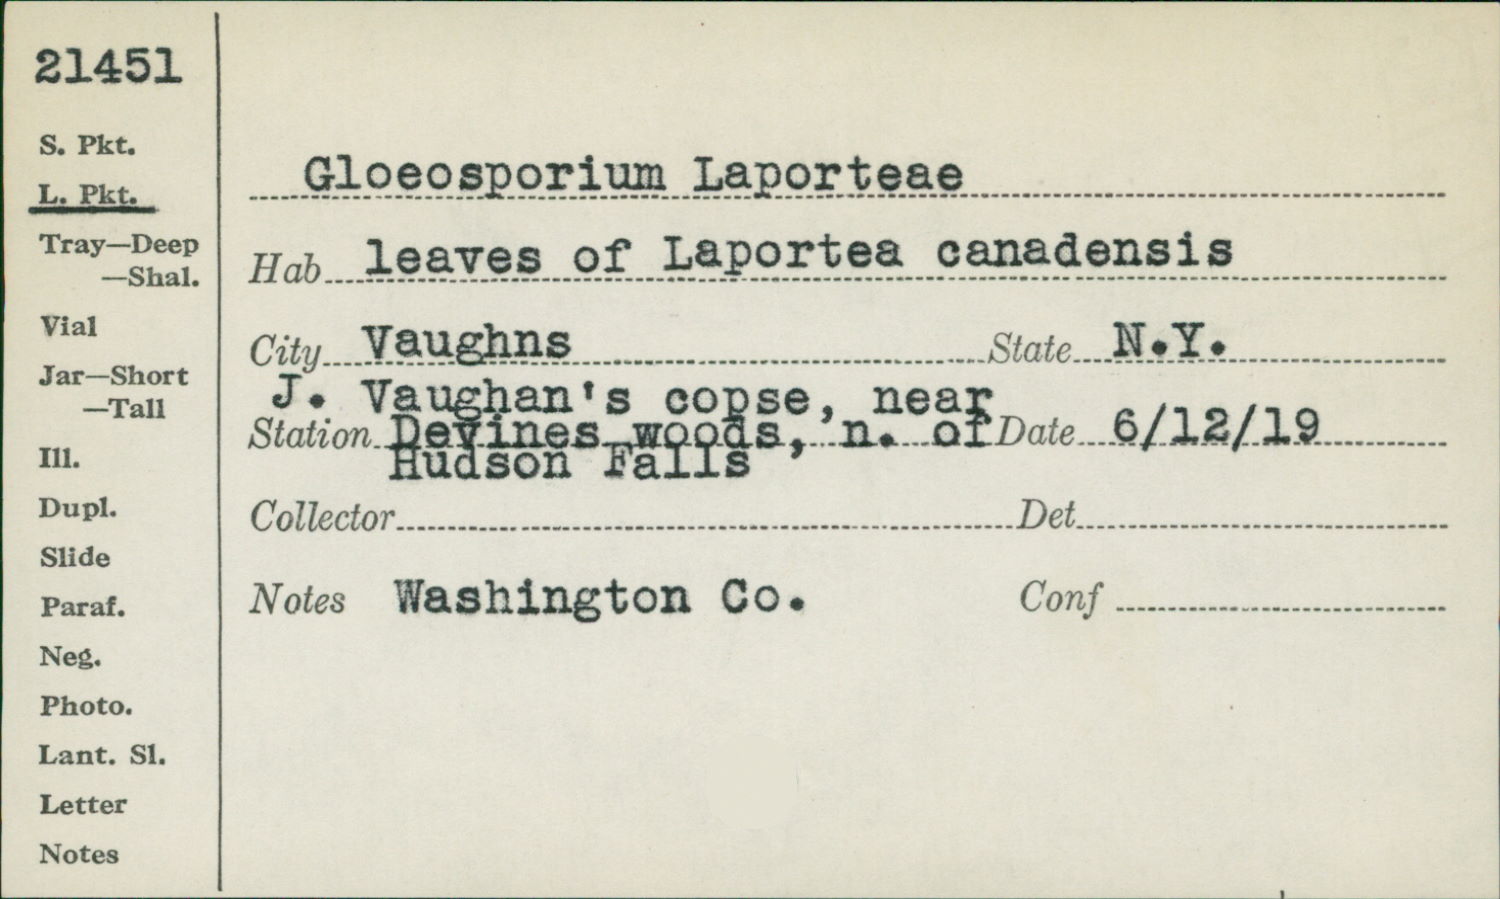 21451
S. Pkt.
L. Pkt.
Tray—Deep
—Shal.
Vial
Jar—Short
—Tall
Ill.
Dupl.
Slide
Paraf.
Neg.
Photo.
Lant. Sl.
Letter
Notes
Gloeosporium Laporteae
Hab leaves of Laportea canadensis
City Vaughns State N.Y.
J. Vaughan's copse, near
Station Devines woods, n. of Date 6/12/19
Hudson Falls
Collector Det
Notes Washington Co. Conf